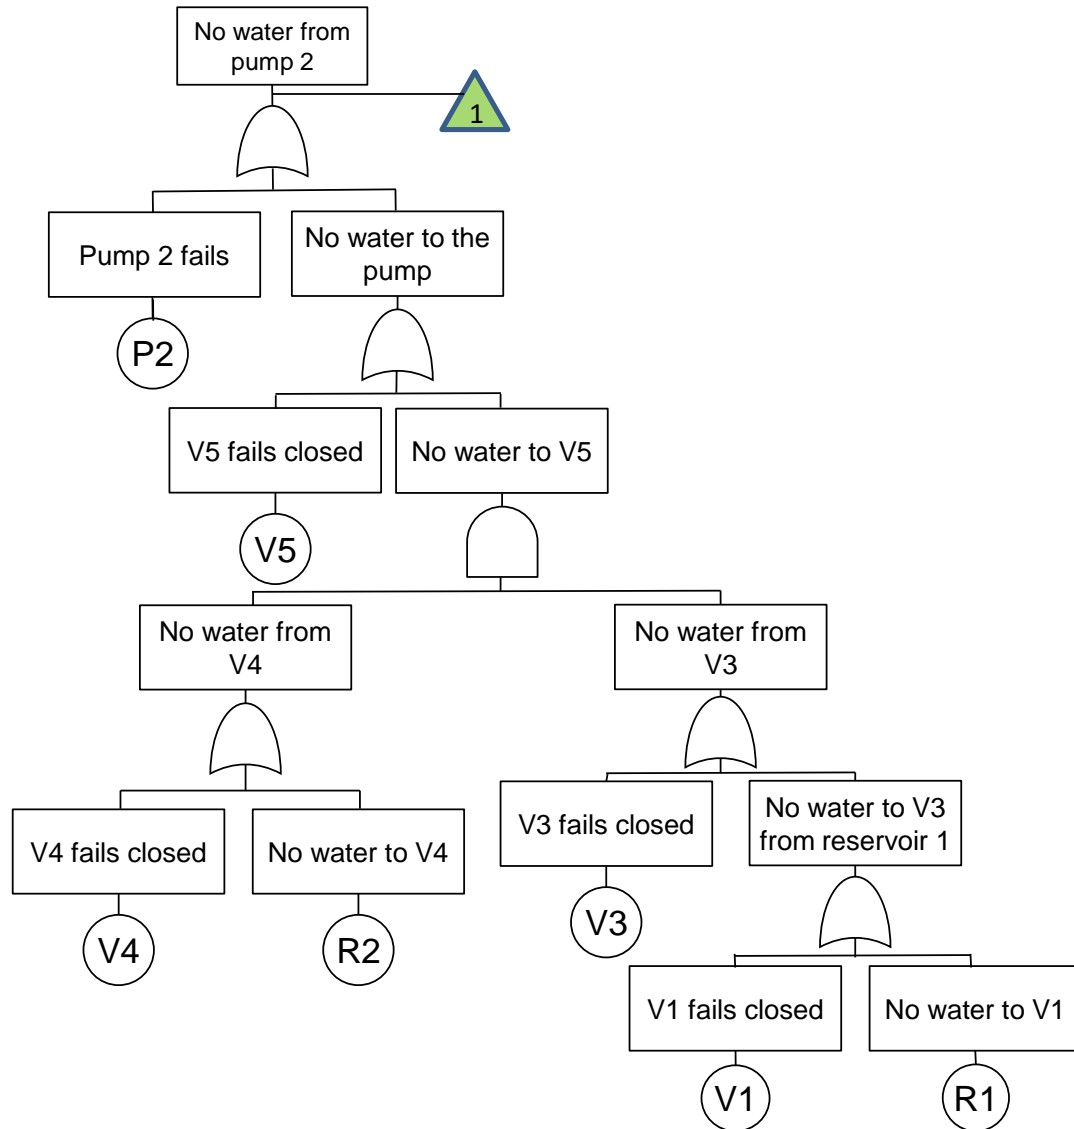 No water from
pump 2
1
Pump 2 fails
No water to the
pump
P2
V5 fails closed
No water to V5
V5
No water from
V4
No water from
V3
V4 fails closed
No water to V4
V3 fails closed
No water to V3
from reservoir 1
V4
R2
V3
V1 fails closed
No water to V1
V1
R1